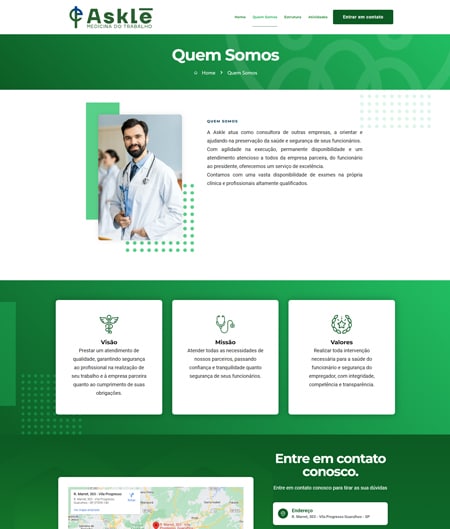 Asklē
MEDICINA DO TRABALHO
Home
Quem Somos
Estrutura
Atividades
Entrar em contato
Quem Somos
Home > Quem Somos
QUEM SOMOS
A Askle atua como consultora de outras empresas, a orientar e
ajudando na preservação da saúde e segurança de seus funcionários.
Com agilidade na execução, permanente disponibilidade e um
atendimento atencioso a todos da empresa parceira, do funcionário
ao presidente, oferecemos um serviço de excelência.
Contamos com uma vasta disponibilidade de exames na própria
clínica e profissionais altamente qualificados.
Visão
Prestar um atendimento de
qualidade, garantindo segurança
ao profissional na realização de
seu trabalho e à empresa parceira
quanto ao cumprimento de suas
obrigações.
Missão
Atender todas as necessidades de
nossos parceiros, passando
confiança e tranquilidade quanto
segurança de seus funcionários.
Valores
Realizar toda intervenção
necessária para a saúde do
funcionário e segurança do
empregador, com integridade,
competência e transparência.
Entre em contato
conosco.
Entre em contato conosco para tirar as sua dúvidas
Endereço
R. Marret, 303 - Vila Progresso Guarulhos - SP
R. Marret, 303 - Vila Progresso